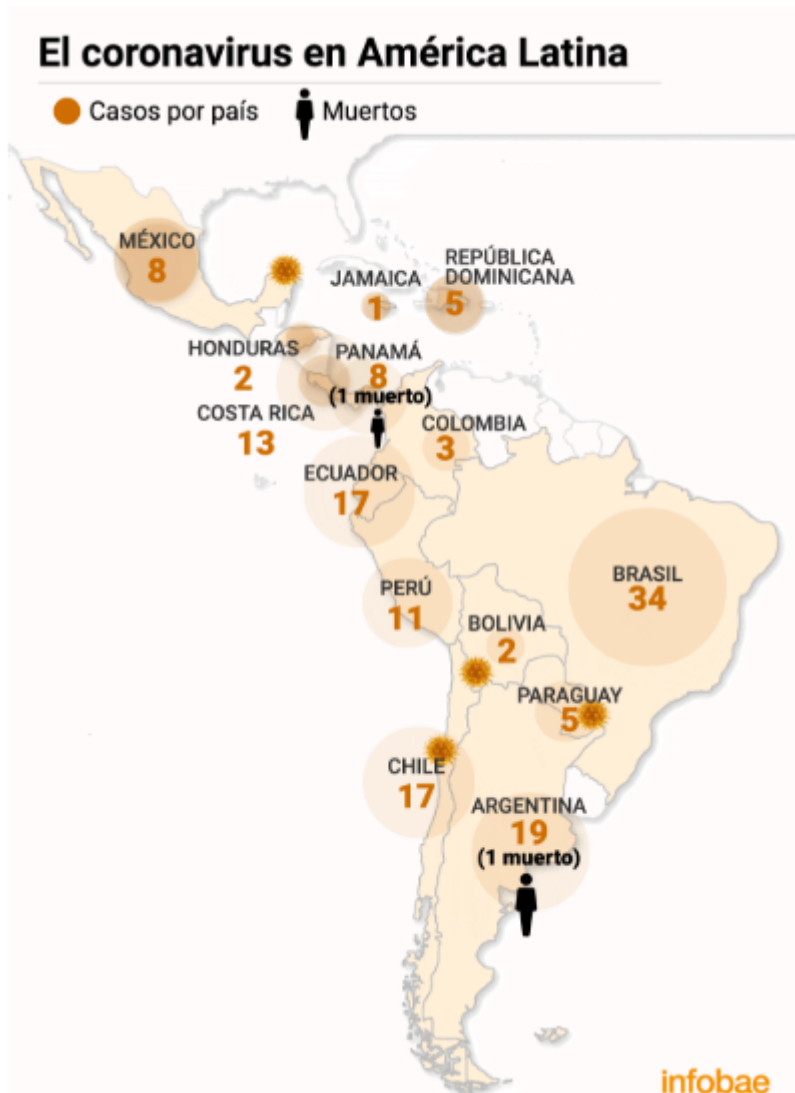 El coronavirus en América Latina
Casos por país
Muertos
MÉXICO
8
JAMAICA
1
REPÚBLICA
DOMINICANA
5
HONDURAS
2
PANAMÁ
8
(1 muerto)
COSTA RICA
13
COLOMBIA
3
ECUADOR
17
BRASIL
34
PERÚ
11
BOLIVIA
2
PARAGUAY
5
CHILE
17
ARGENTINA
19
(1 muerto)
infobae